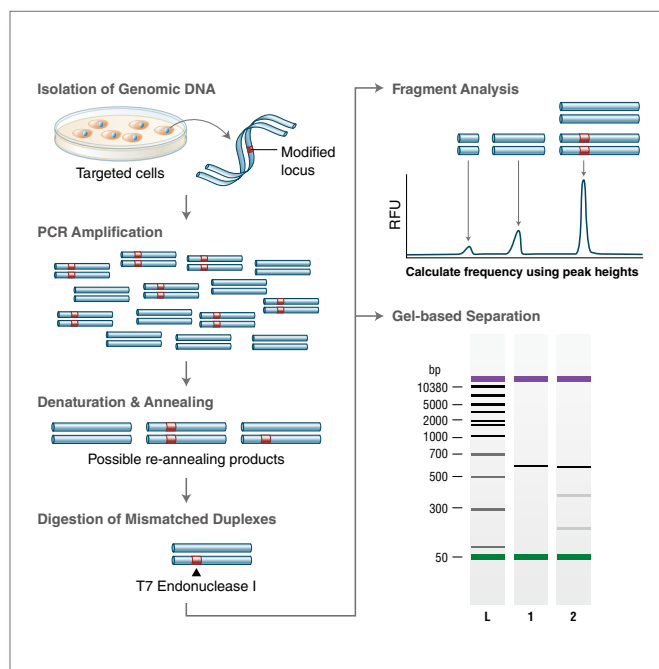 Isolation of Genomic DNA
Targeted cells
Modified
locus
PCR Amplification
Denaturation & Annealing
Possible re-annealing products
Digestion of Mismatched Duplexes
T7 Endonuclease I
Fragment Analysis
RFU
Calculate frequency using peak heights
Gel-based Separation
bp
10380
5000
2000
1000
700
500
300
50
L 1 2